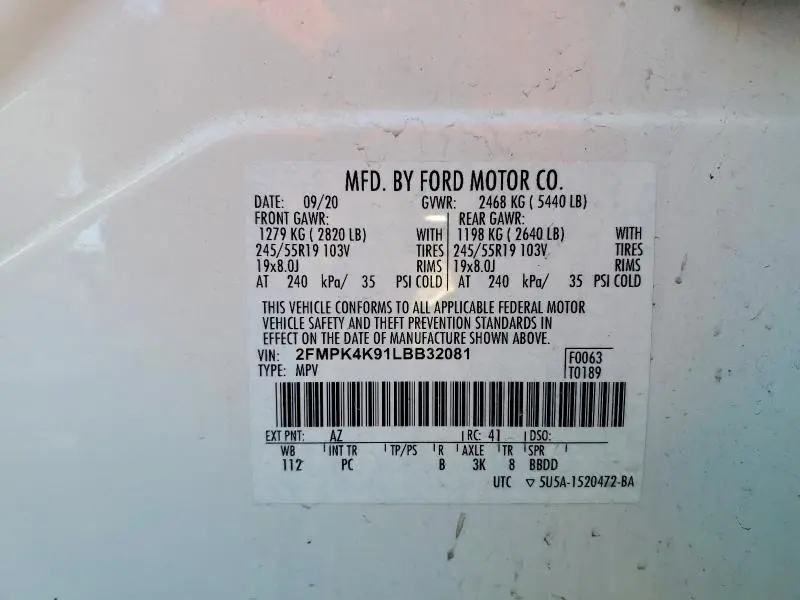 MFD. BY FORD MOTOR CO.
DATE: 09/20 GVWR: 2468 KG ( 5440 LB)
FRONT GAWR: REAR GAWR:
1279 KG ( 2820 LB) WITH 1198 KG ( 2640 LB) WITH
245/55R19 103V TIRES 245/55R19 103V TIRES
19x8.0J RIMS 19x8.0J RIMS
AT 240 kPa/ 35 PSI COLD AT 240 kPa/ 35 PSI COLD
THIS VEHICLE CONFORMS TO ALL APPLICABLE FEDERAL MOTOR
VEHICLE SAFETY AND THEFT PREVENTION STANDARDS IN
EFFECT ON THE DATE OF MANUFACTURE SHOWN ABOVE.
VIN: 2FMPK4K91LBB32081 F0063
TYPE: MPV T0189
EXT PNT: AZ RC: 41 DSO:
WB INT TR TP/PS R AXLE TR SPR
112 PC B 3K 8 BBDD
UTC ▽ 5U5A-1520472-BA